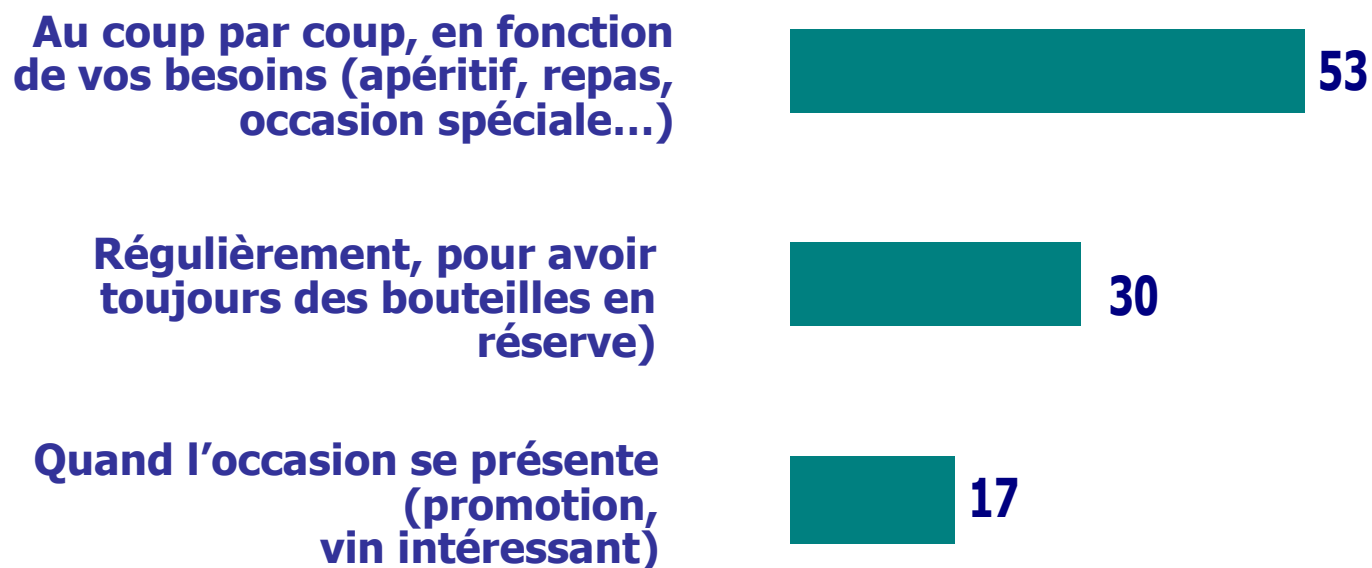 Au coup par coup, en fonction
de vos besoins (apéritif, repas,
occasion spéciale…)
53
Régulièrement, pour avoir
toujours des bouteilles en
réserve)
30
Quand l’occasion se présente
(promotion,
vin intéressant)
17